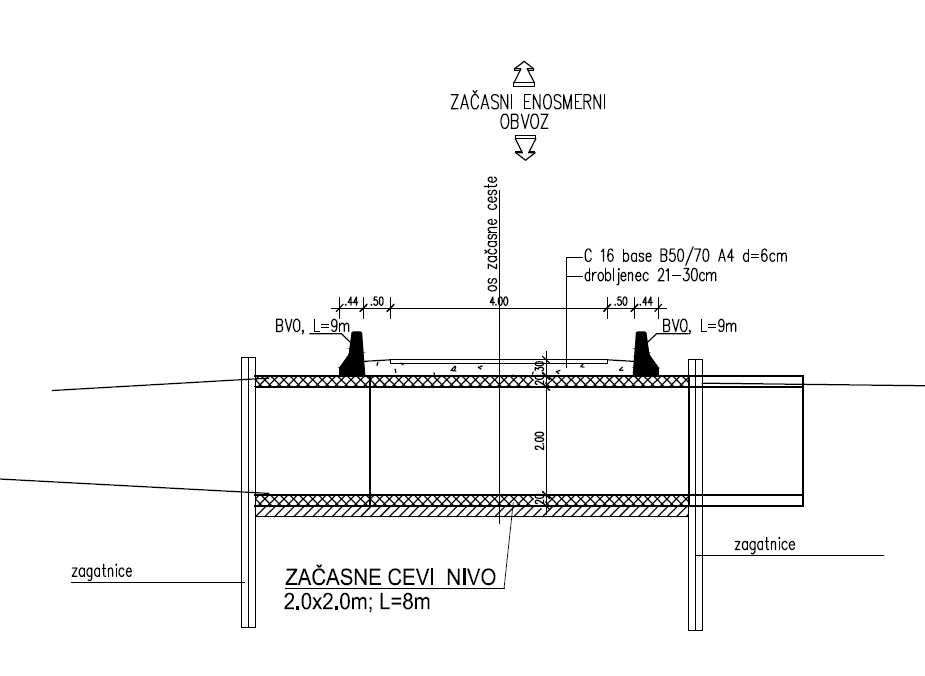 ZAČASNI ENOSMERNI
OBVOZ
os začasne ceste
C 16 base B50/70 A4 d=6cm
drobljenec 21-30cm
.44 .50 4.00 .50 .44
BVO, L=9m
BVO, L=9m
.30
.20
2.00
.20
zagatnice
zagatnice
ZAČASNE CEVI NIVO
2.0x2.0m; L=8m